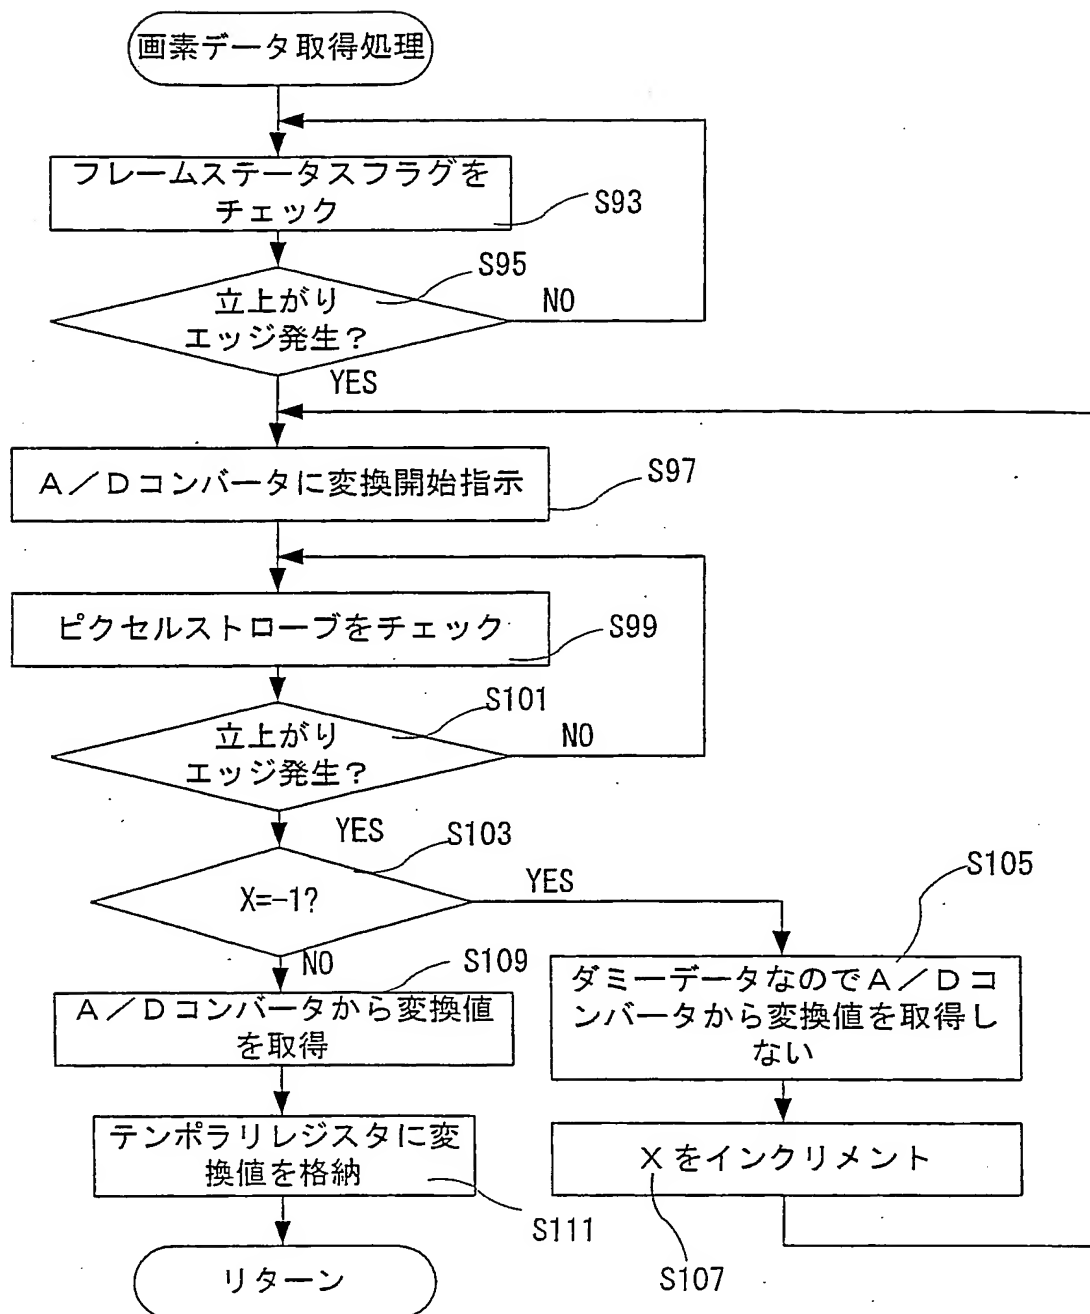 画素データ取得処理
フレームステータスフラグを
チェック
S93
S95
立上がり
エッジ発生?
NO
YES
A/Dコンバータに変換開始指示
S97
ピクセルストローブをチェック
S99
S101
立上がり
エッジ発生?
NO
YES
S103
X=-1?
YES
S105
NO
S109
A/Dコンバータから変換値
を取得
ダミーデータなのでA/Dコ
ンバータから変換値を取得し
ない
テンポラリレジスタに変
換値を格納
S111
Xをインクリメント
S107
リターン